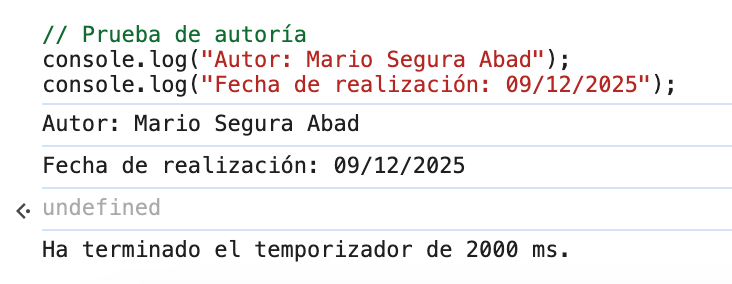 // Prueba de autoría
console.log("Autor: Mario Segura Abad");
console.log("Fecha de realización: 09/12/2025");
Autor: Mario Segura Abad
Fecha de realización: 09/12/2025
undefined
Ha terminado el temporizador de 2000 ms.